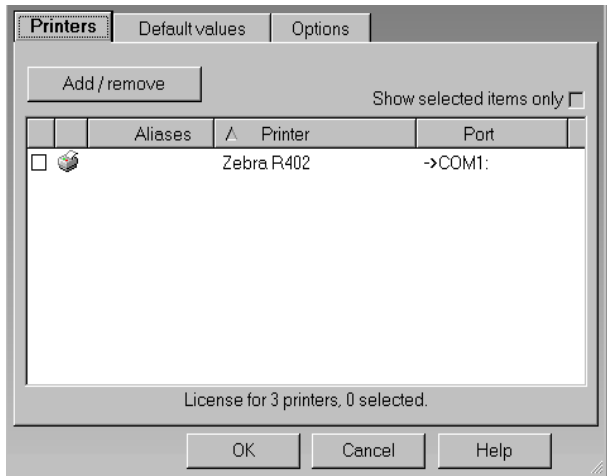 Printers Default values Options
Add / remove
Show selected items only
Aliases Printer Port
Zebra R402 ->COM1:
License for 3 printers, 0 selected.
OK Cancel Help